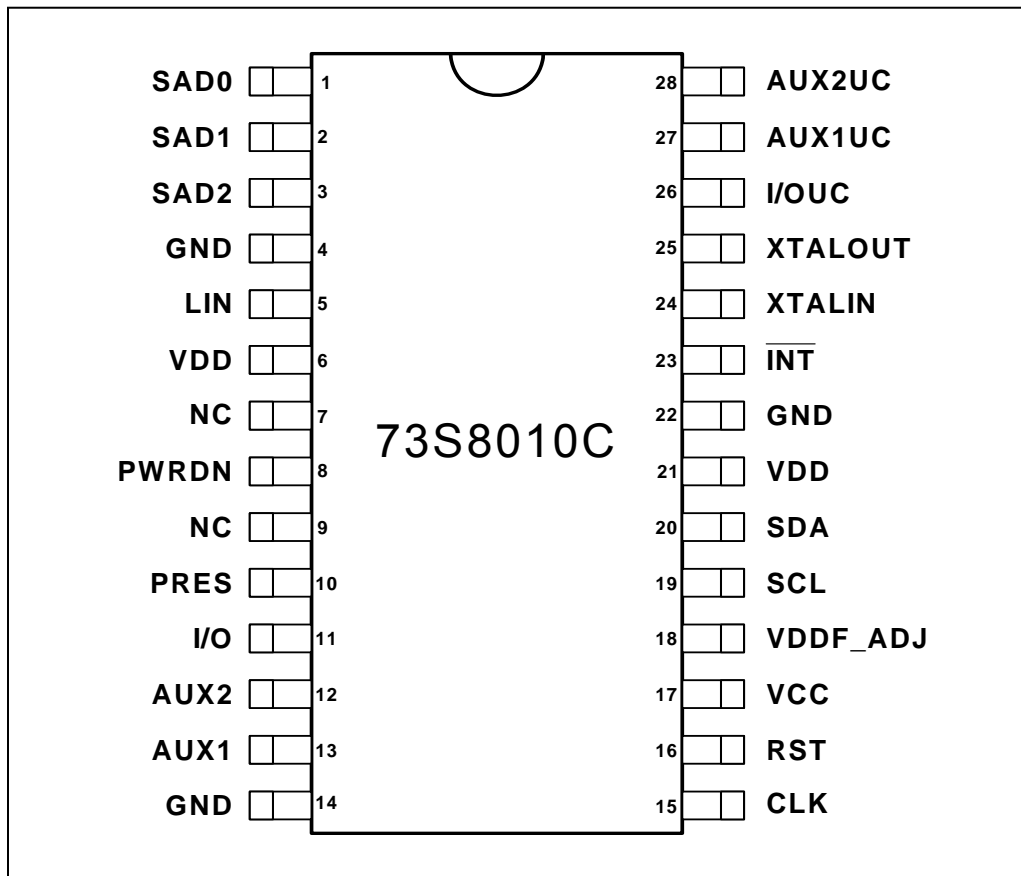 SAD0 1 28 AUX2UC
SAD1 2 27 AUX1UC
SAD2 3 26 I/OUC
GND 4 25 XTALOUT
LIN 5 24 XTALIN
VDD 6 23 INT
NC 7 22 GND
73S8010C
PWRDN 8 21 VDD
NC 9 20 SDA
PRES 10 19 SCL
I/O 11 18 VDDF_ADJ
AUX2 12 17 VCC
AUX1 13 16 RST
GND 14 15 CLK